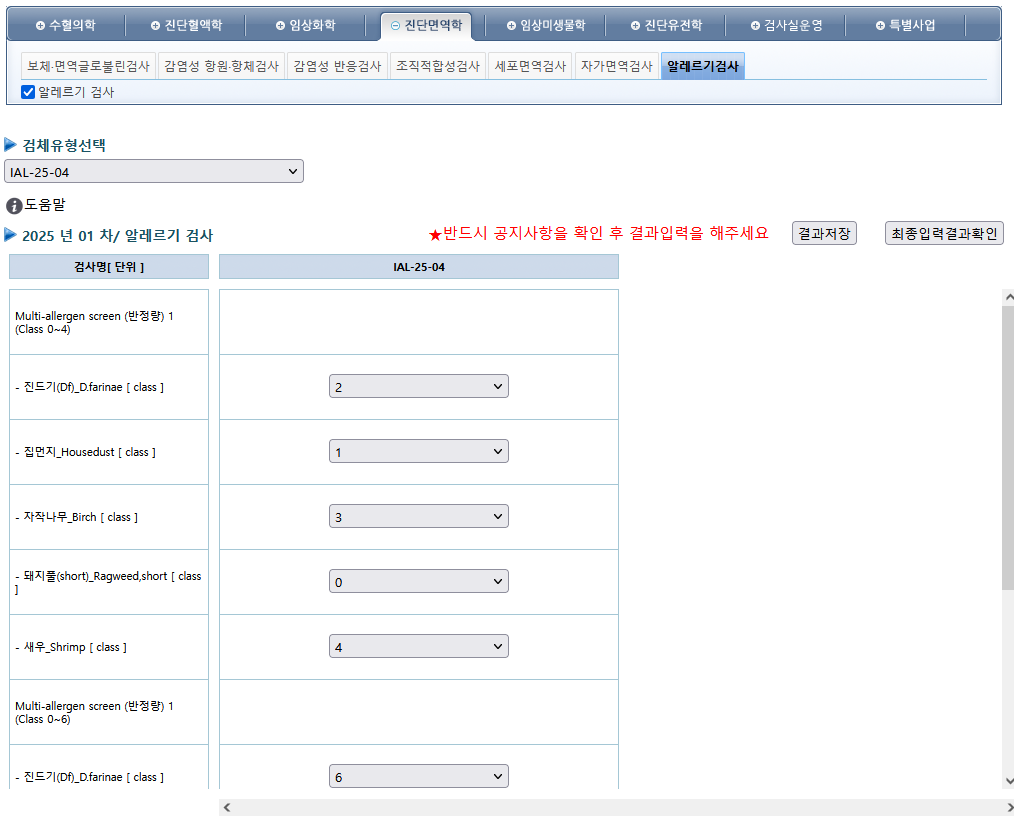 수혈의학 진단혈액학 임상화학 진단면역학 임상미생물학 진단유전학 검사실운영 특별사업
보체·면역글로불린검사 감염성 항원·항체검사 감염성 반응검사 조직적합성검사 세포면역검사 자가면역검사 알레르기검사
알레르기 검사
검체유형선택
IAL-25-04
도움말
2025 년 01 차/ 알레르기 검사 ★반드시 공지사항을 확인 후 결과입력을 해주세요 결과저장 최종입력결과확인
검사명[ 단위 ] IAL-25-04
Multi-allergen screen (반정량) 1
(Class 0~4)
- 진드기(Df)_D.farinae [ class ] 2
- 집먼지_Housedust [ class ] 1
- 자작나무_Birch [ class ] 3
- 돼지풀(short)_Ragweed,short [ class
] 0
- 새우_Shrimp [ class ] 4
Multi-allergen screen (반정량) 1
(Class 0~6)
- 진드기(Df)_D.farinae [ class ] 6